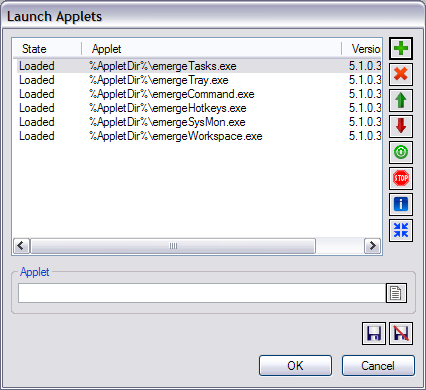 Launch Applets
State Applet Versio
Loaded %AppletDir%\emergeTasks.exe 5.1.0.3
Loaded %AppletDir%\emergeTray.exe 5.1.0.3
Loaded %AppletDir%\emergeCommand.exe 5.1.0.3
Loaded %AppletDir%\emergeHotkeys.exe 5.1.0.3
Loaded %AppletDir%\emergeSysMon.exe 5.1.0.3
Loaded %AppletDir%\emergeWorkspace.exe 5.1.0.3
STOP
i
Applet
OK Cancel